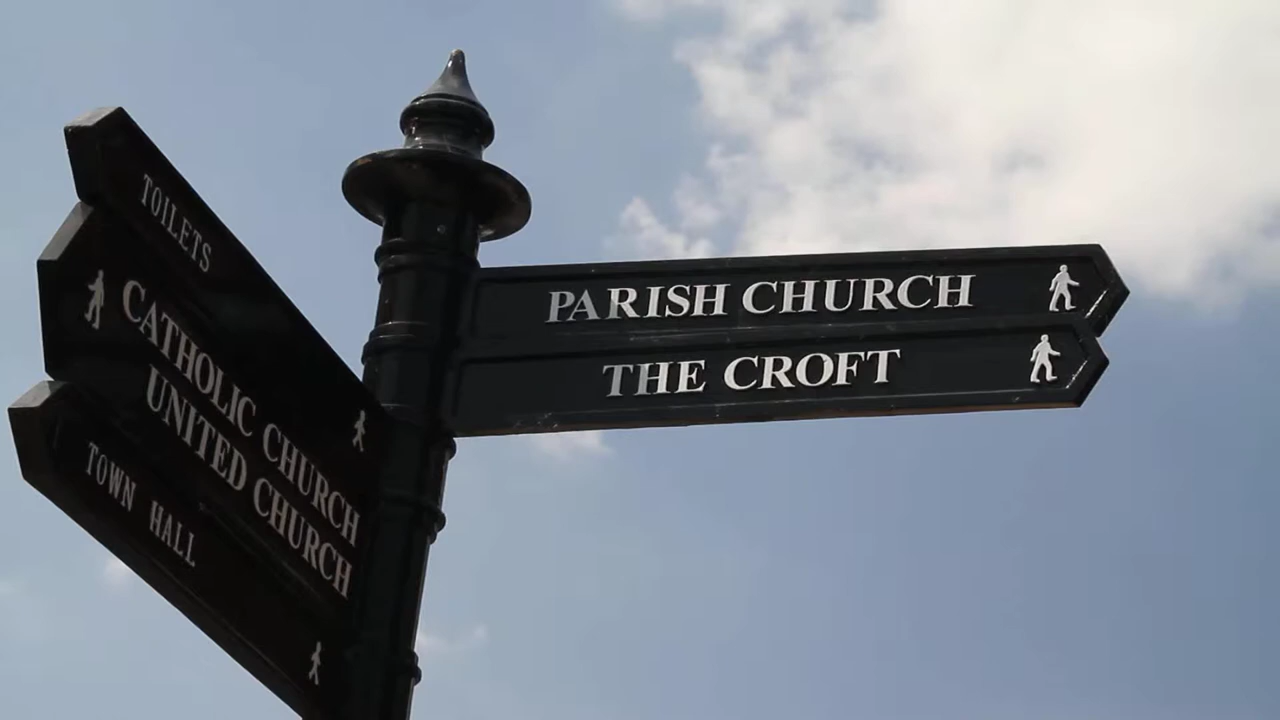 TOILETS
CATHOLIC CHURCH
UNITED CHURCH
TOWN HALL
PARISH CHURCH
THE CROFT